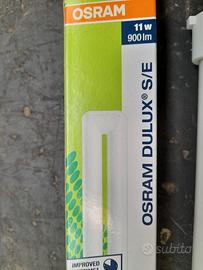 OSRAM
11w
900 lm
OSRAM DULUX® S/E
IMPROVED
subito